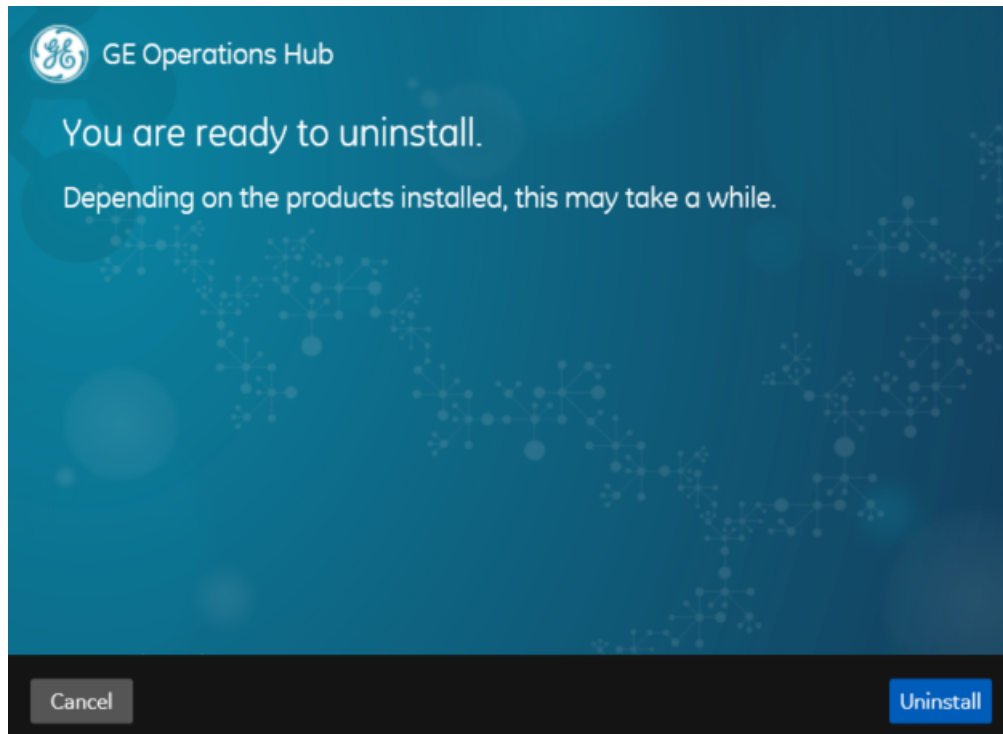 GE Operations Hub
You are ready to uninstall.
Depending on the products installed, this may take a while.
Cancel
Uninstall